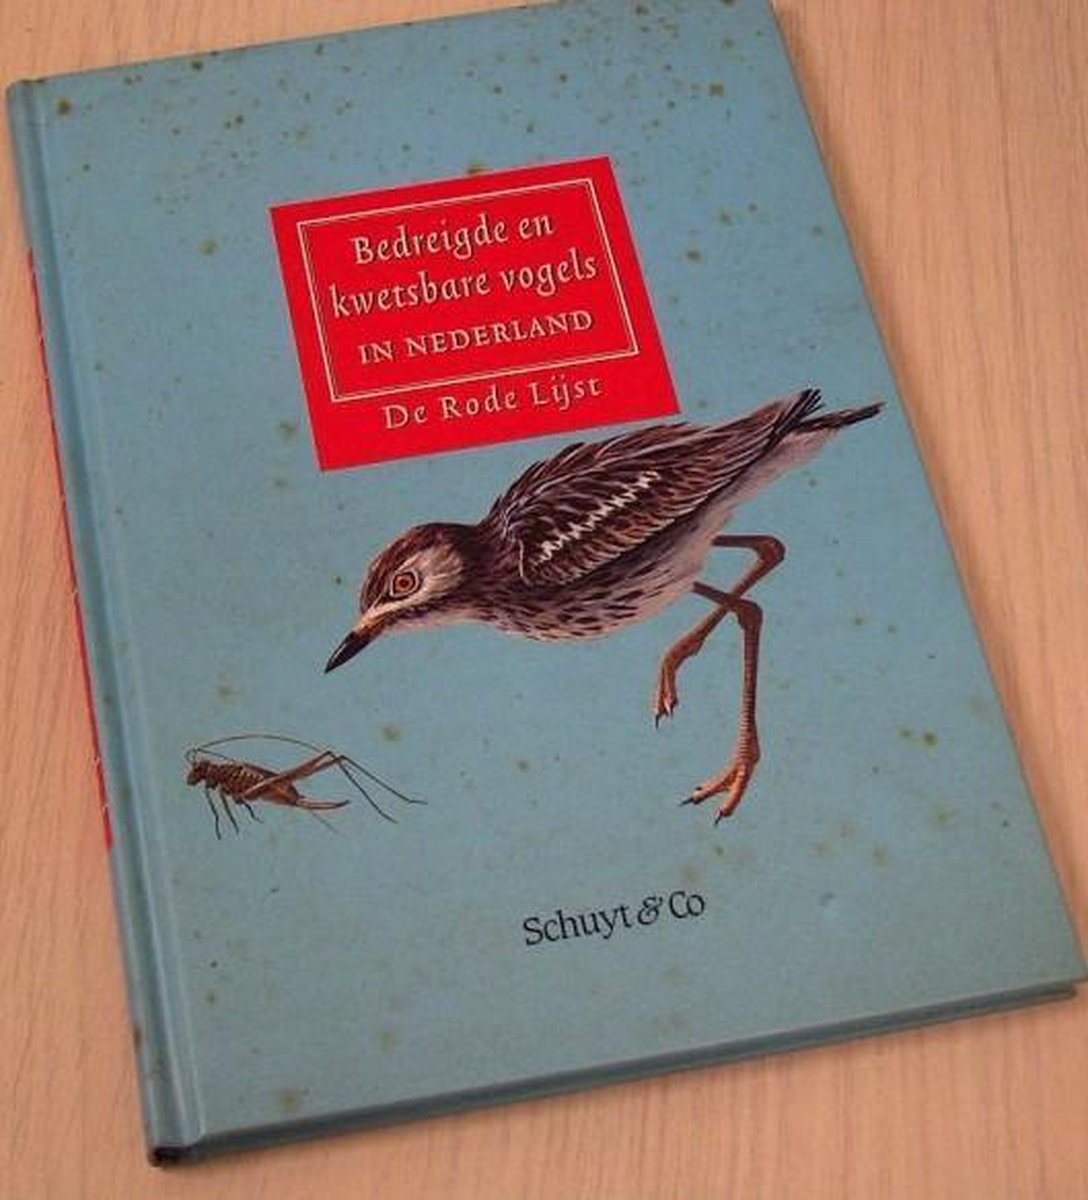 Bedreigde en
kwetsbare vogels
IN NEDERLAND
De Rode Lijst
Schuyt & Co